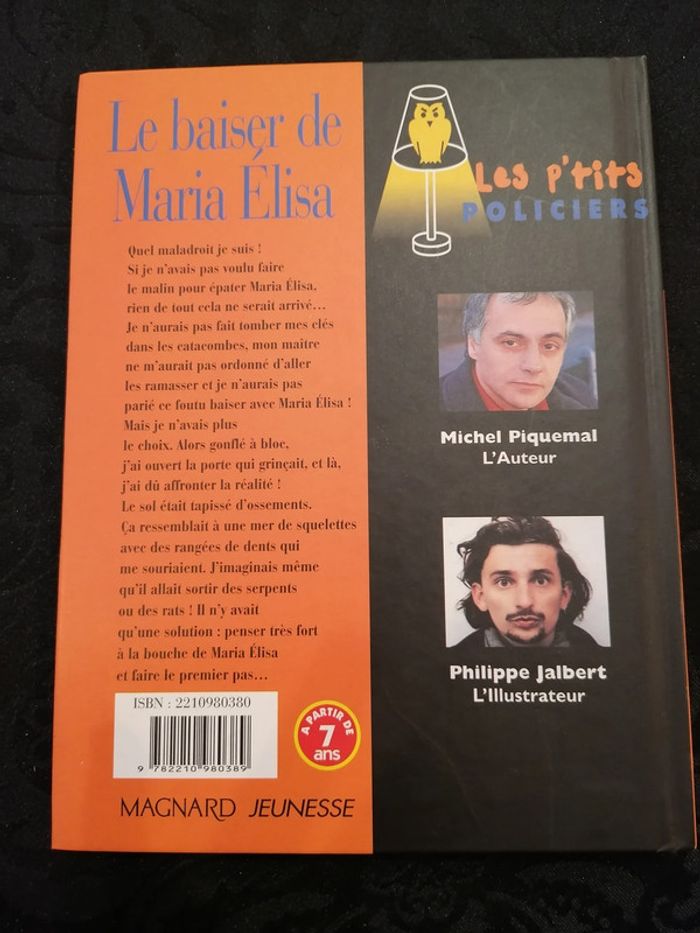 Le baiser de
Maria Élisa
Quel maladroit je suis !
Si je n'avais pas voulu faire
le malin pour épater Maria Élisa,
rien de tout cela ne serait arrivé...
Je n'aurais pas fait tomber mes clés
dans les catacombes, mon maître
ne m'aurait pas ordonné d'aller
les ramasser et je n'aurais pas
parié ce foutu baiser avec Maria Élisa !
Mais je n'avais plus
le choix. Alors gonflé à bloc,
j'ai ouvert la porte qui grinçait, et là,
j'ai dû affronter la réalité !
Le sol était tapissé d'ossements.
Ça ressemblait à une mer de squelettes
avec des rangées de dents qui
me souriaient. J'imaginais même
qu'il allait sortir des serpents
ou des rats ! Il n'y avait
qu'une solution : penser très fort
à la bouche de Maria Élisa
et faire le premier pas...
ISBN : 2210980380
9 782210 980389
A PARTIR DE
7
ans
MAGNARD JEUNESSE
Les p'tits
POLICIERS
Michel Piquemal
L'Auteur
Philippe Jalbert
L'Illustrateur